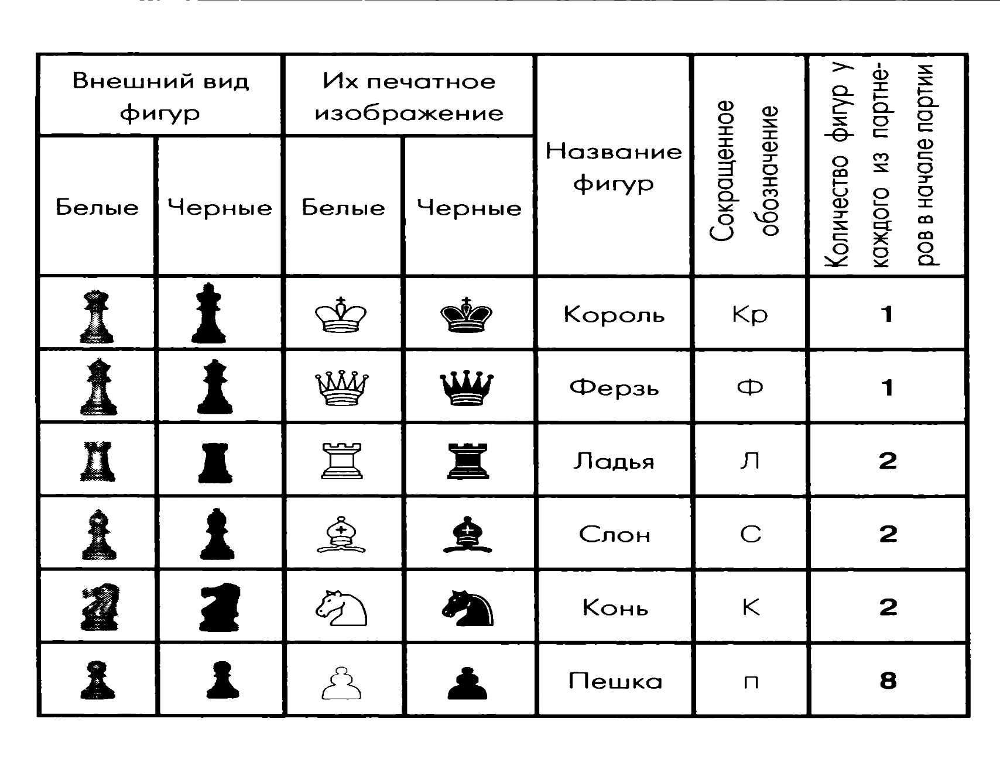 Внешний вид
фигур
Их печатное
изображение
Название
фигур
Сокращенное
обозначение
Количество фигур у
каждого из партне-
ров в начале партии
Белые
Черные
Белые
Черные
Король
Кр
1
Ферзь
Ф
1
Ладья
Л
2
Слон
С
2
Конь
К
2
Пешка
п
8